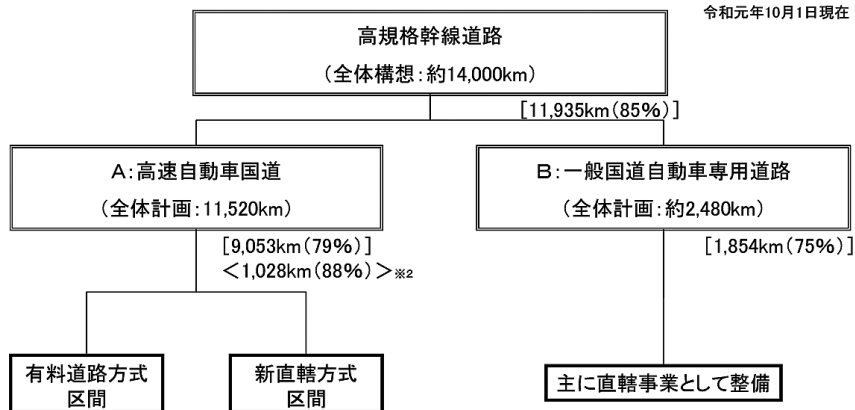 令和元年10月1日現在
高規格幹線道路
(全体構想：約14,000km)
[11,935km(85%)]
A：高速自動車国道
(全体計画：11,520km)
B：一般国道自動車専用道路
(全体計画：約2,480km)
[9,053km(79%)]
＜1,028km(88%)＞※2
[1,854km(75%)]
有料道路方式
区間
新直轄方式
区間
主に直轄事業として整備